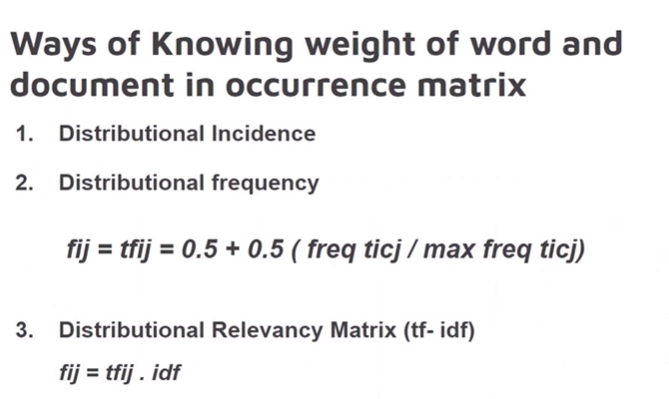 Ways of Knowing weight of word and
document in occurrence matrix
1. Distributional Incidence
2. Distributional frequency
fij = tfij = 0.5 + 0.5 ( freq ticj / max freq ticj)
3. Distributional Relevancy Matrix (tf- idf)
fij = tfij . idf